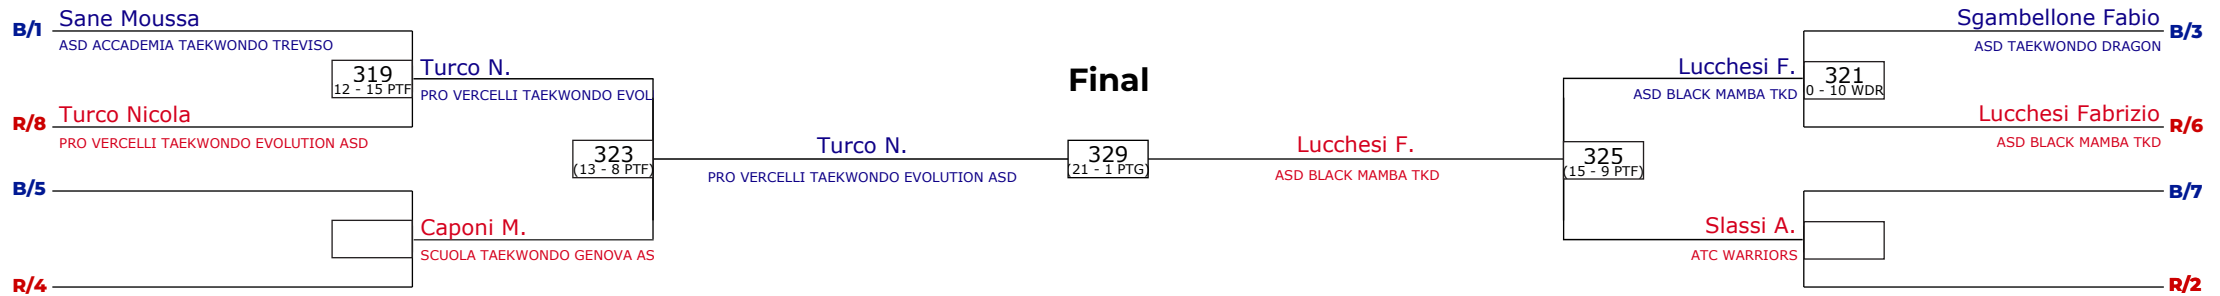 B/1
Sane Moussa
ASD ACCADEMIA TAEKWONDO TREVISO
319
12 - 15 PTF
R/8
Turco Nicola
PRO VERCELLI TAEKWONDO EVOLUTION ASD
Turco N.
PRO VERCELLI TAEKWONDO EVOL
B/5
R/4
Caponi M.
SCUOLA TAEKWONDO GENOVA AS
323
(13 - 8 PTF)
Turco N.
PRO VERCELLI TAEKWONDO EVOLUTION ASD
Final
329
(21 - 1 PTG)
Lucchesi F.
ASD BLACK MAMBA TKD
325
(15 - 9 PTF)
Lucchesi F.
ASD BLACK MAMBA TKD
321
0 - 10 WDR
Sgambellone Fabio
B/3
ASD TAEKWONDO DRAGON
Lucchesi Fabrizio
R/6
ASD BLACK MAMBA TKD
Slassi A.
ATC WARRIORS
B/7
R/2